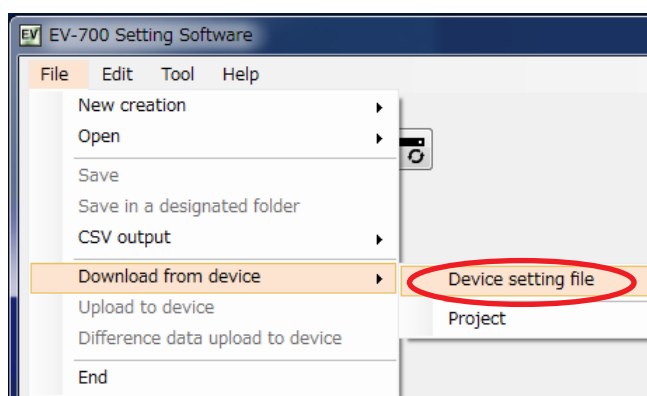 EV EV-700 Setting Software
File Edit Tool Help
New creation
Open
Save
Save in a designated folder
CSV output
Download from device
Device setting file
Upload to device
Project
Difference data upload to device
End